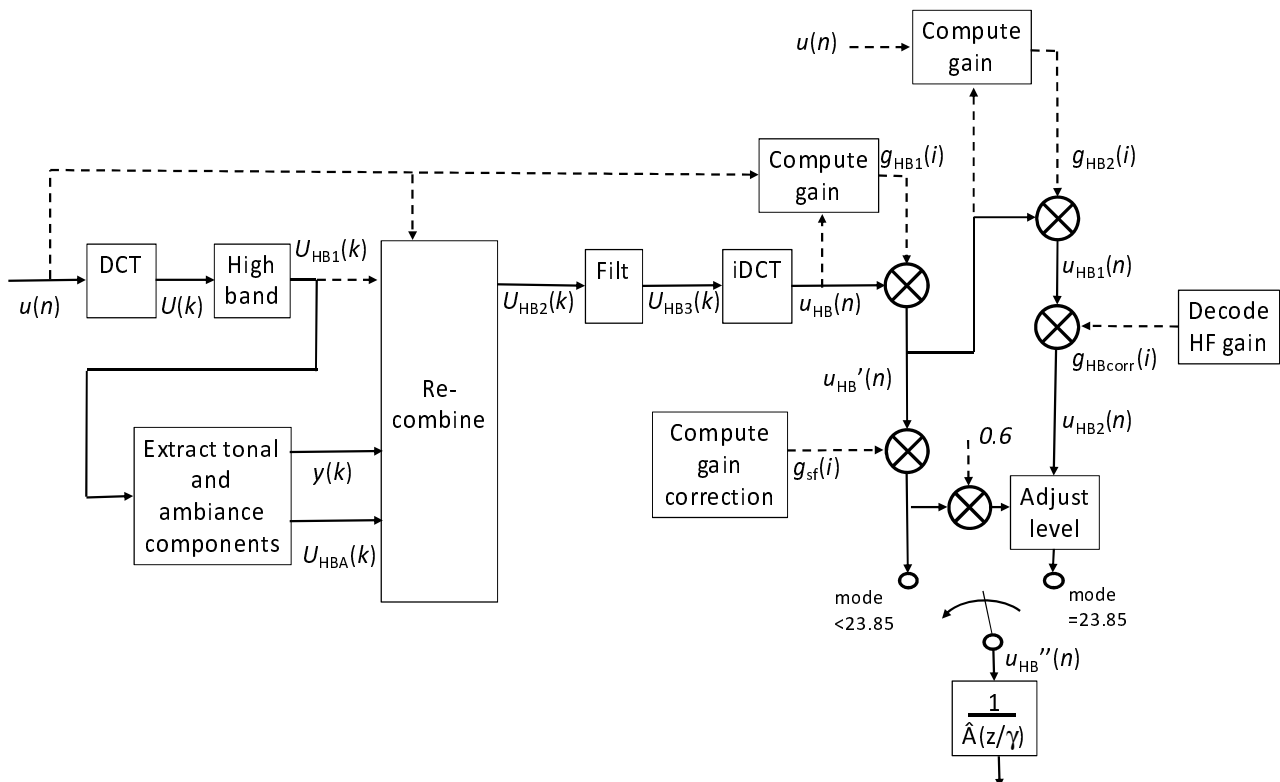 u(n)
Compute
gain
g_HB2(i)
Compute
gain
g_HB1(i)
u(n)
DCT
U(k)
High
band
U_HB1(k)
Re-
combine
U_HB2(k)
Filt
U_HB3(k)
iDCT
u_HB(n)
u_HB1(n)
Decode
HF gain
g_HBcorr(i)
u_HB'(n)
u_HB2(n)
Extract tonal
and
ambiance
components
y(k)
U_HBA(k)
Compute
gain
correction
g_sf(i)
0.6
Adjust
level
mode
<23.85
mode
=23.85
u_HB''(n)
1
Â(z/γ)